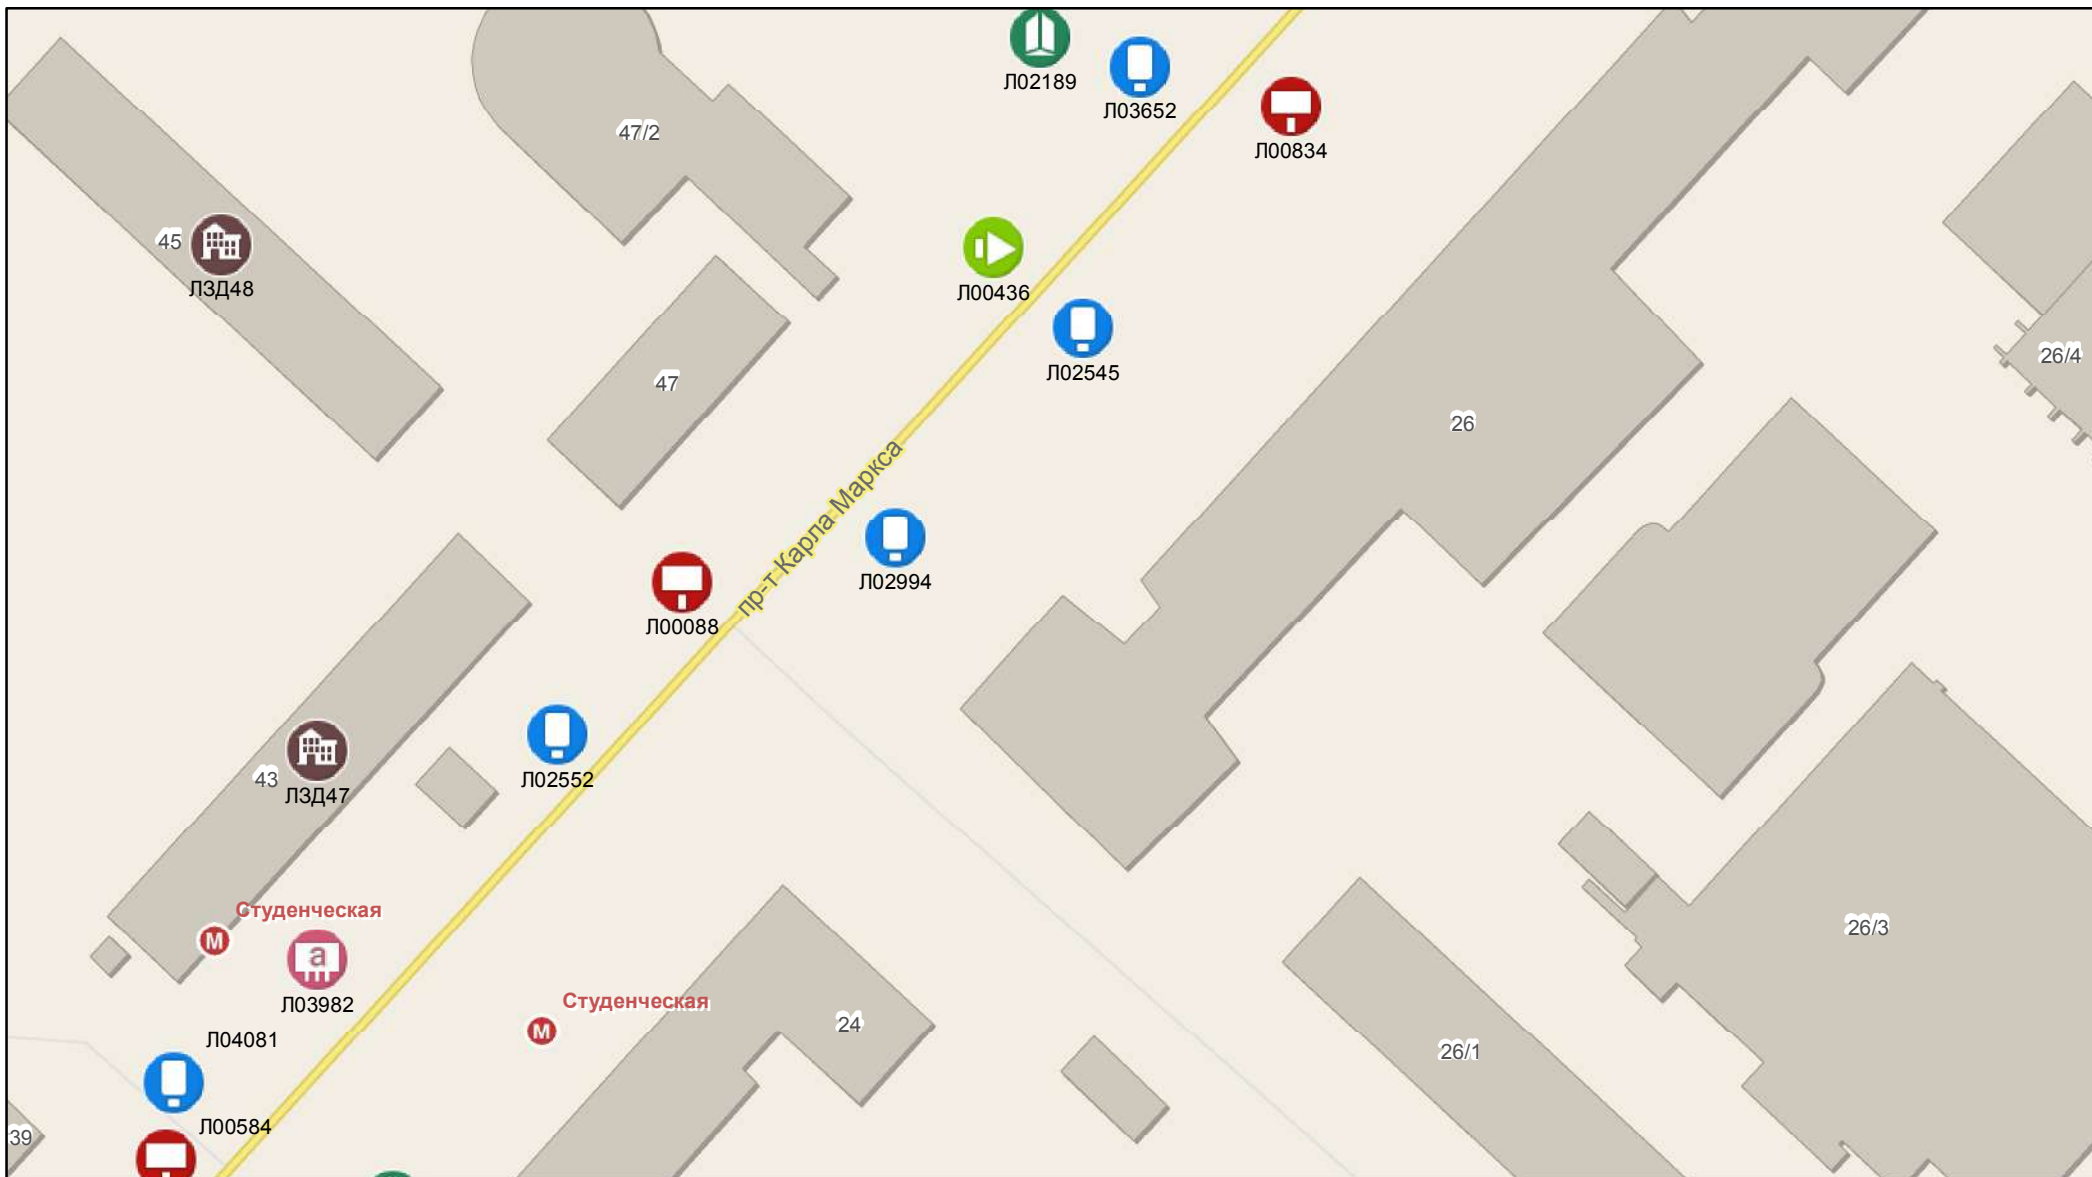 Л02189
Л03652
Л00834
47/2
45
ЛЗД48
Л00436
Л02545
26/4
47
26
пр-т Карла Маркса
Л02994
Л00088
Л02552
43
ЛЗД47
Студенческая
М
а
26/3
Л03982
Студенческая
М
24
Л04081
26/1
Л00584
39